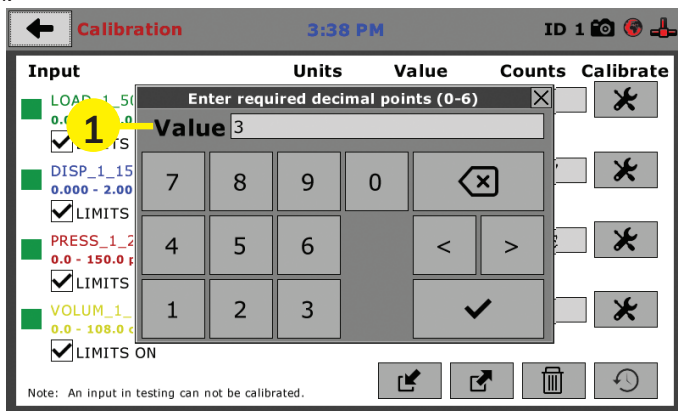 Calibration 3:38 PM ID 1
Input Units Value Counts Calibrate
LOAD_1_50
Enter required decimal points (0-6)
1
Value 3
LIMITS
DISP_1_15
0.000 - 2.00
LIMITS
PRESS_1_2
0.0 - 150.0
LIMITS
VOLUM_1_
0.0 - 108.0
LIMITS ON
7 8 9 0
4 5 6 < >
1 2 3
Note: An input in testing can not be calibrated.